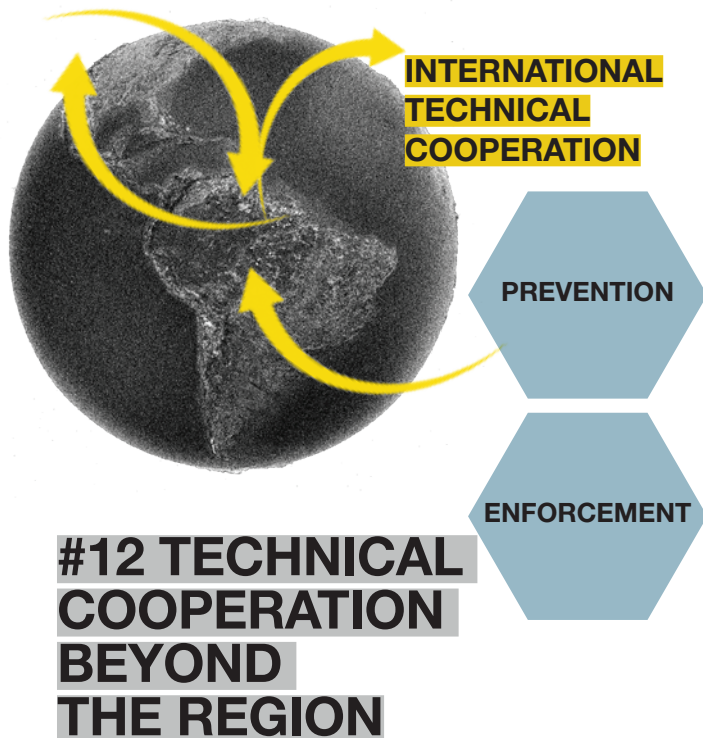 INTERNATIONAL
TECHNICAL
COOPERATION
PREVENTION
ENFORCEMENT
#12 TECHNICAL
COOPERATION
BEYOND
THE REGION